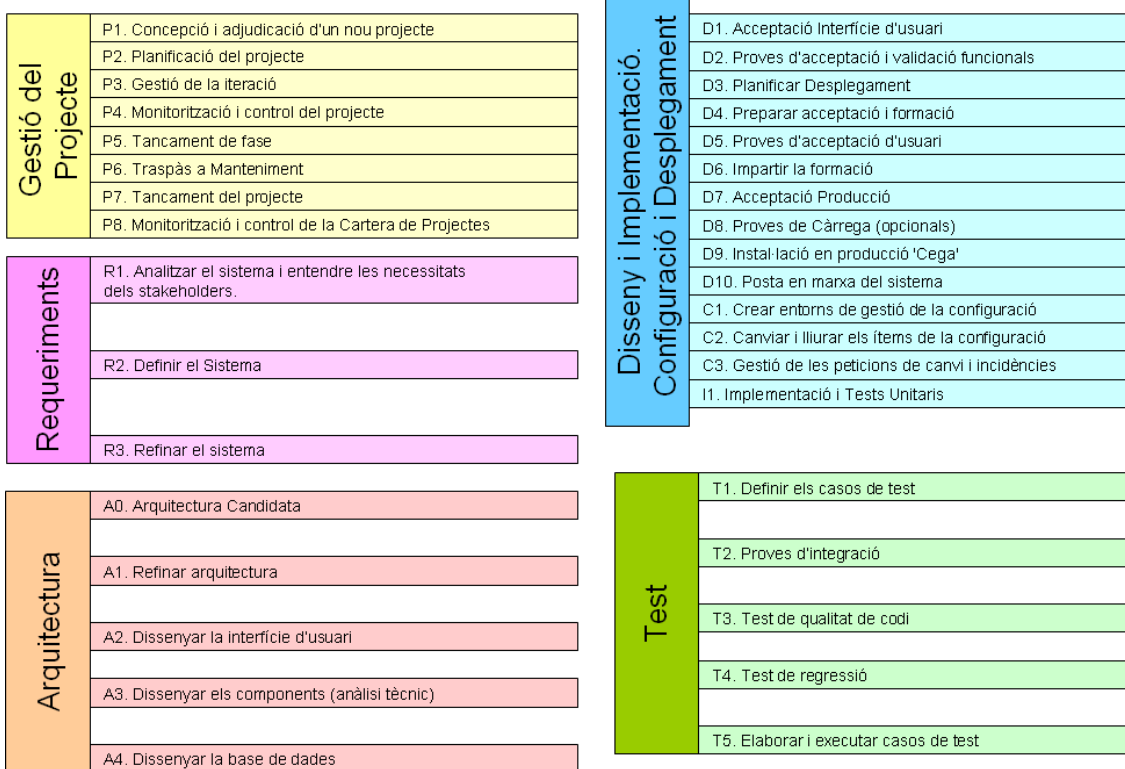 Gestió del
Projecte
P1. Concepció i adjudicació d'un nou projecte
P2. Planificació del projecte
P3. Gestió de la iteració
P4. Monitorització i control del projecte
P5. Tancament de fase
P6. Traspàs a Manteniment
P7. Tancament del projecte
P8. Monitorització i control de la Cartera de Projectes
Requeriments
R1. Analitzar el sistema i entendre les necessitats
dels stakeholders.
R2. Definir el Sistema
R3. Refinar el sistema
Arquitectura
A0. Arquitectura Candidata
A1. Refinar arquitectura
A2. Dissenyar la interfície d'usuari
A3. Dissenyar els components (anàlisi tècnic)
A4. Dissenyar la base de dades
Disseny i Implementació.
Configuració i Desplegament
D1. Acceptació Interfície d'usuari
D2. Proves d'acceptació i validació funcionals
D3. Planificar Desplegament
D4. Preparar acceptació i formació
D5. Proves d'acceptació d'usuari
D6. Impartir la formació
D7. Acceptació Producció
D8. Proves de Càrrega (opcionals)
D9. Instal·lació en producció 'Cega'
D10. Posta en marxa del sistema
C1. Crear entorns de gestió de la configuració
C2. Canviar i lliurar els ítems de la configuració
C3. Gestió de les peticions de canvi i incidències
I1. Implementació i Tests Unitaris
Test
T1. Definir els casos de test
T2. Proves d'integració
T3. Test de qualitat de codi
T4. Test de regressió
T5. Elaborar i executar casos de test